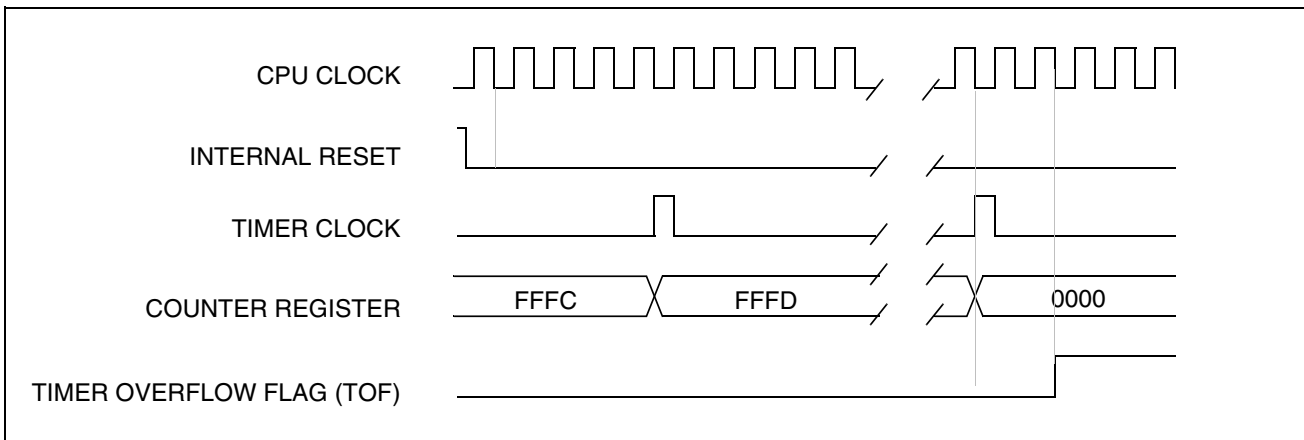 CPU CLOCK
INTERNAL RESET
TIMER CLOCK
COUNTER REGISTER FFFC FFFD 0000
TIMER OVERFLOW FLAG (TOF)